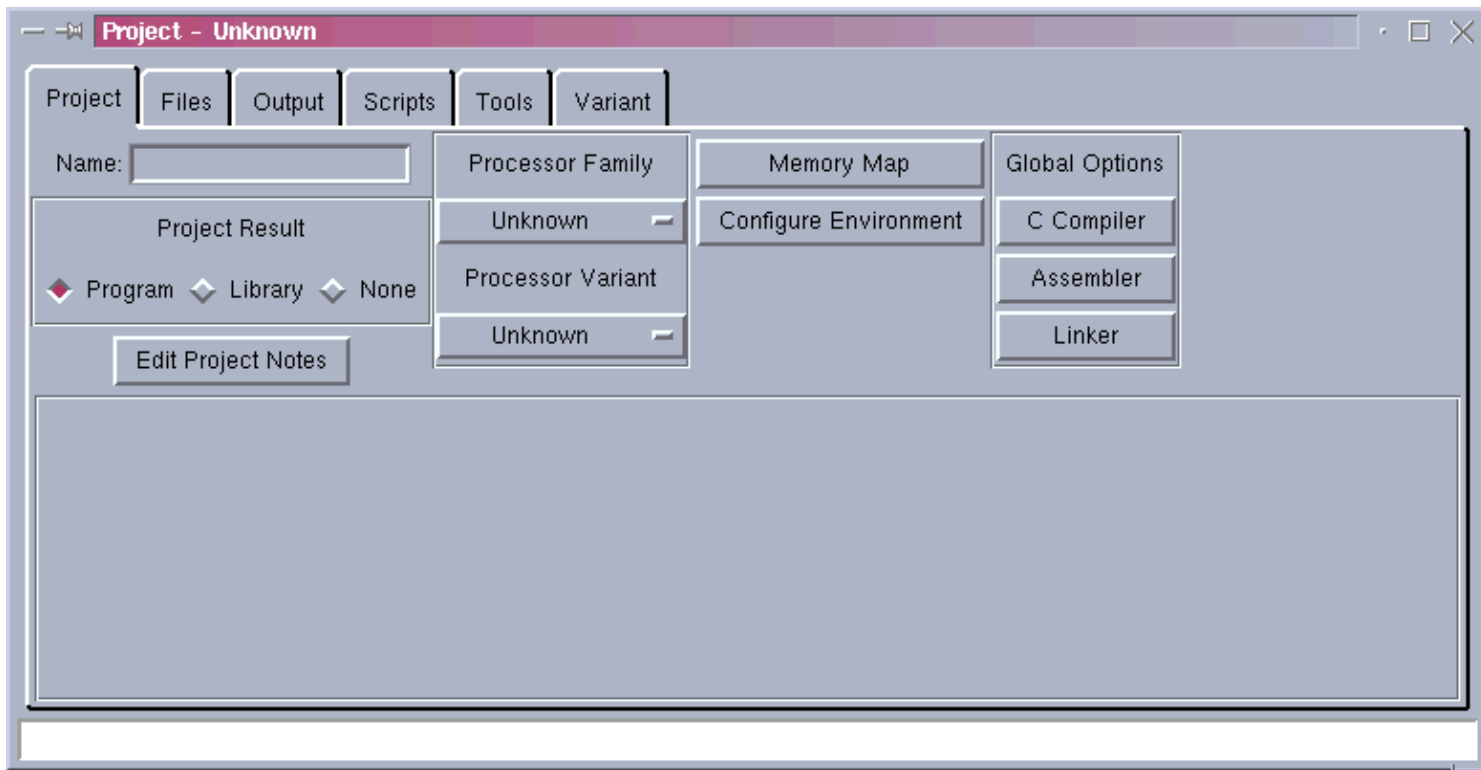 Project - Unknown
Project Files Output Scripts Tools Variant
Name:
Project Result
Program Library None
Edit Project Notes
Processor Family
Unknown
Processor Variant
Unknown
Memory Map
Configure Environment
Global Options
C Compiler
Assembler
Linker